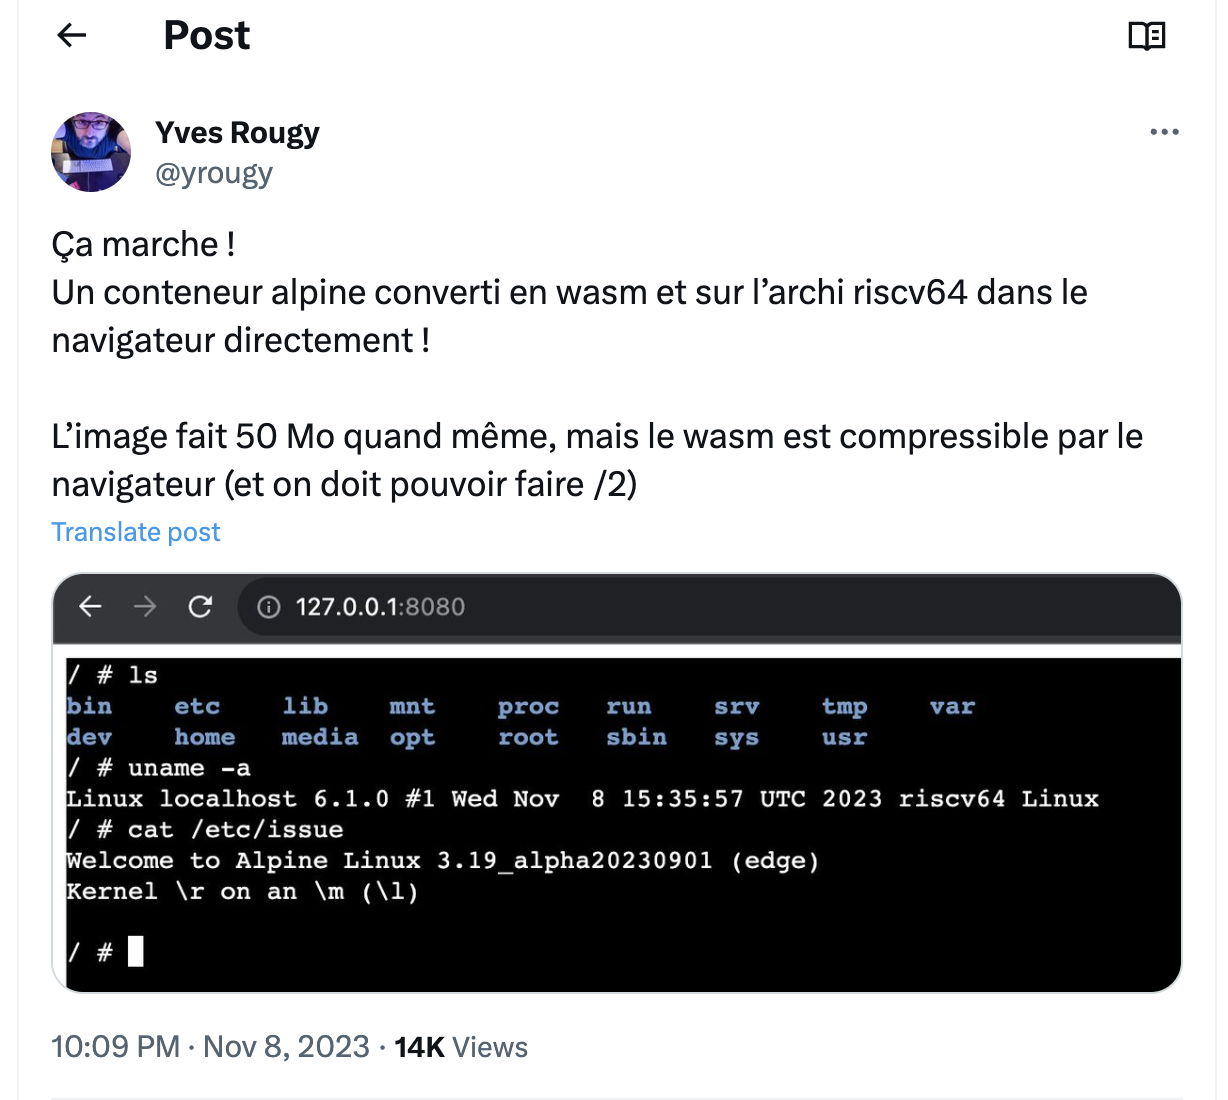 Post
Yves Rougy
@yrougy
Ça marche !
Un conteneur alpine converti en wasm et sur l’archi riscv64 dans le
navigateur directement !
L’image fait 50 Mo quand même, mais le wasm est compressible par le
navigateur (et on doit pouvoir faire /2)
Translate post
127.0.0.1:8080
/ # ls
bin etc lib mnt proc run srv tmp var
dev home media opt root sbin sys usr
/ # uname -a
Linux localhost 6.1.0 #1 Wed Nov  8 15:35:57 UTC 2023 riscv64 Linux
/ # cat /etc/issue
Welcome to Alpine Linux 3.19_alpha20230901 (edge)
Kernel \r on an \m (\l)
/ #
10:09 PM · Nov 8, 2023 · 14K Views